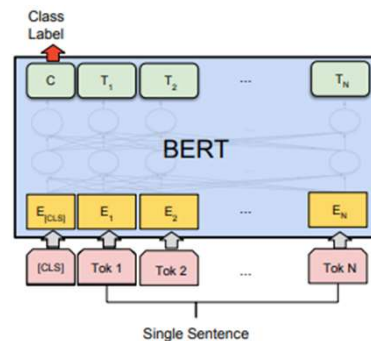 Class
Label
C T1 T2 ... TN
BERT
E[CLS] E1 E2 ... EN
[CLS] Tok 1 Tok 2 ... Tok N
Single Sentence